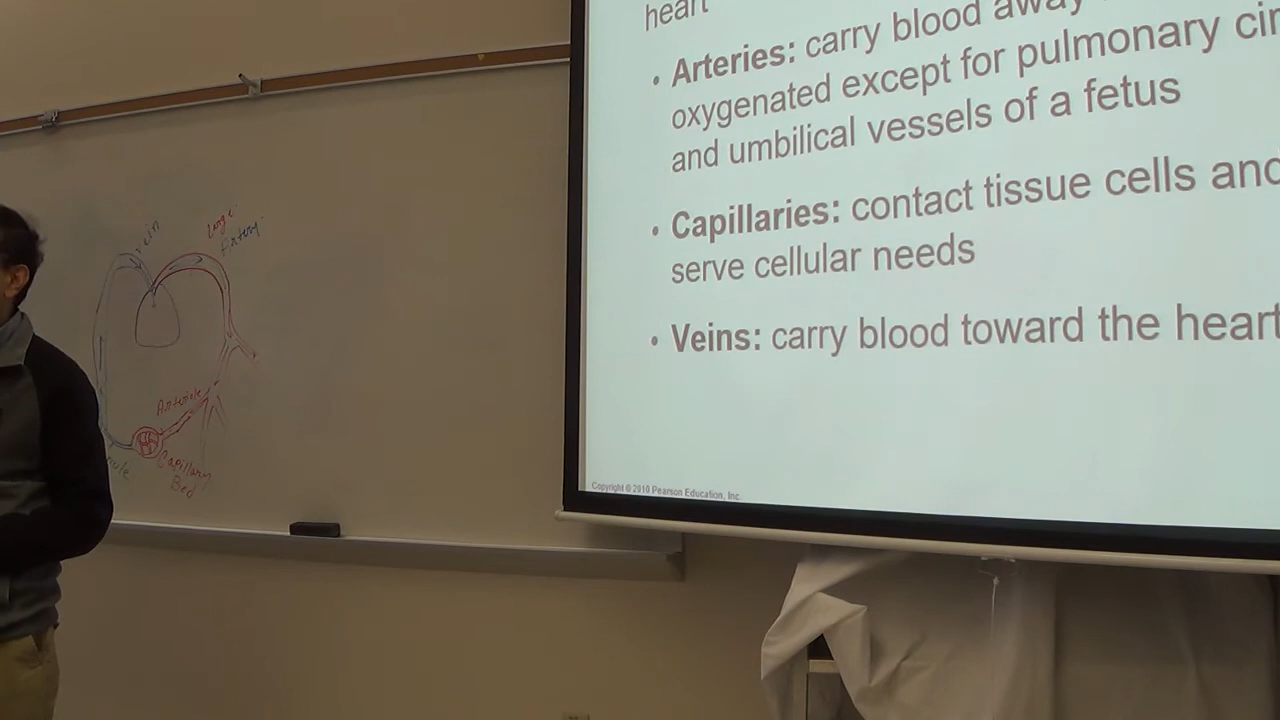 heart
• Arteries: carry blood away
oxygenated except for pulmonary
and umbilical vessels of a fetus
• Capillaries: contact tissue cells and
serve cellular needs
• Veins: carry blood toward the heart
Copyright © 2010 Pearson Education, Inc.
vein
Large
Artery
Arteriole
Capillary
Bed